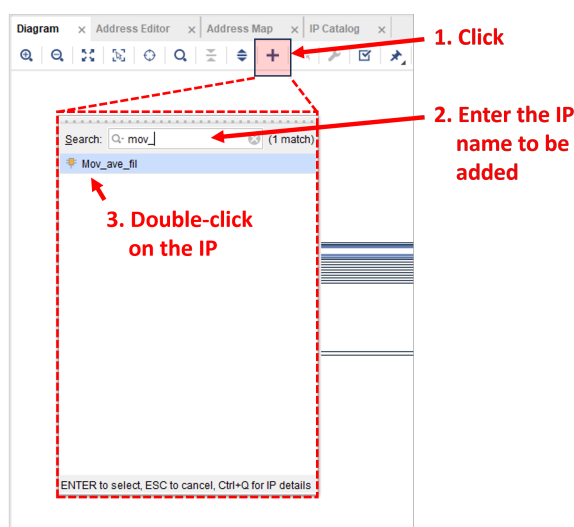 Diagram × Address Editor × Address Map × IP Catalog ×
1. Click
2. Enter the IP
name to be
added
Search: mov_ (1 match)
Mov_ave_fil
3. Double-click
on the IP
ENTER to select, ESC to cancel, Ctrl+Q for IP details